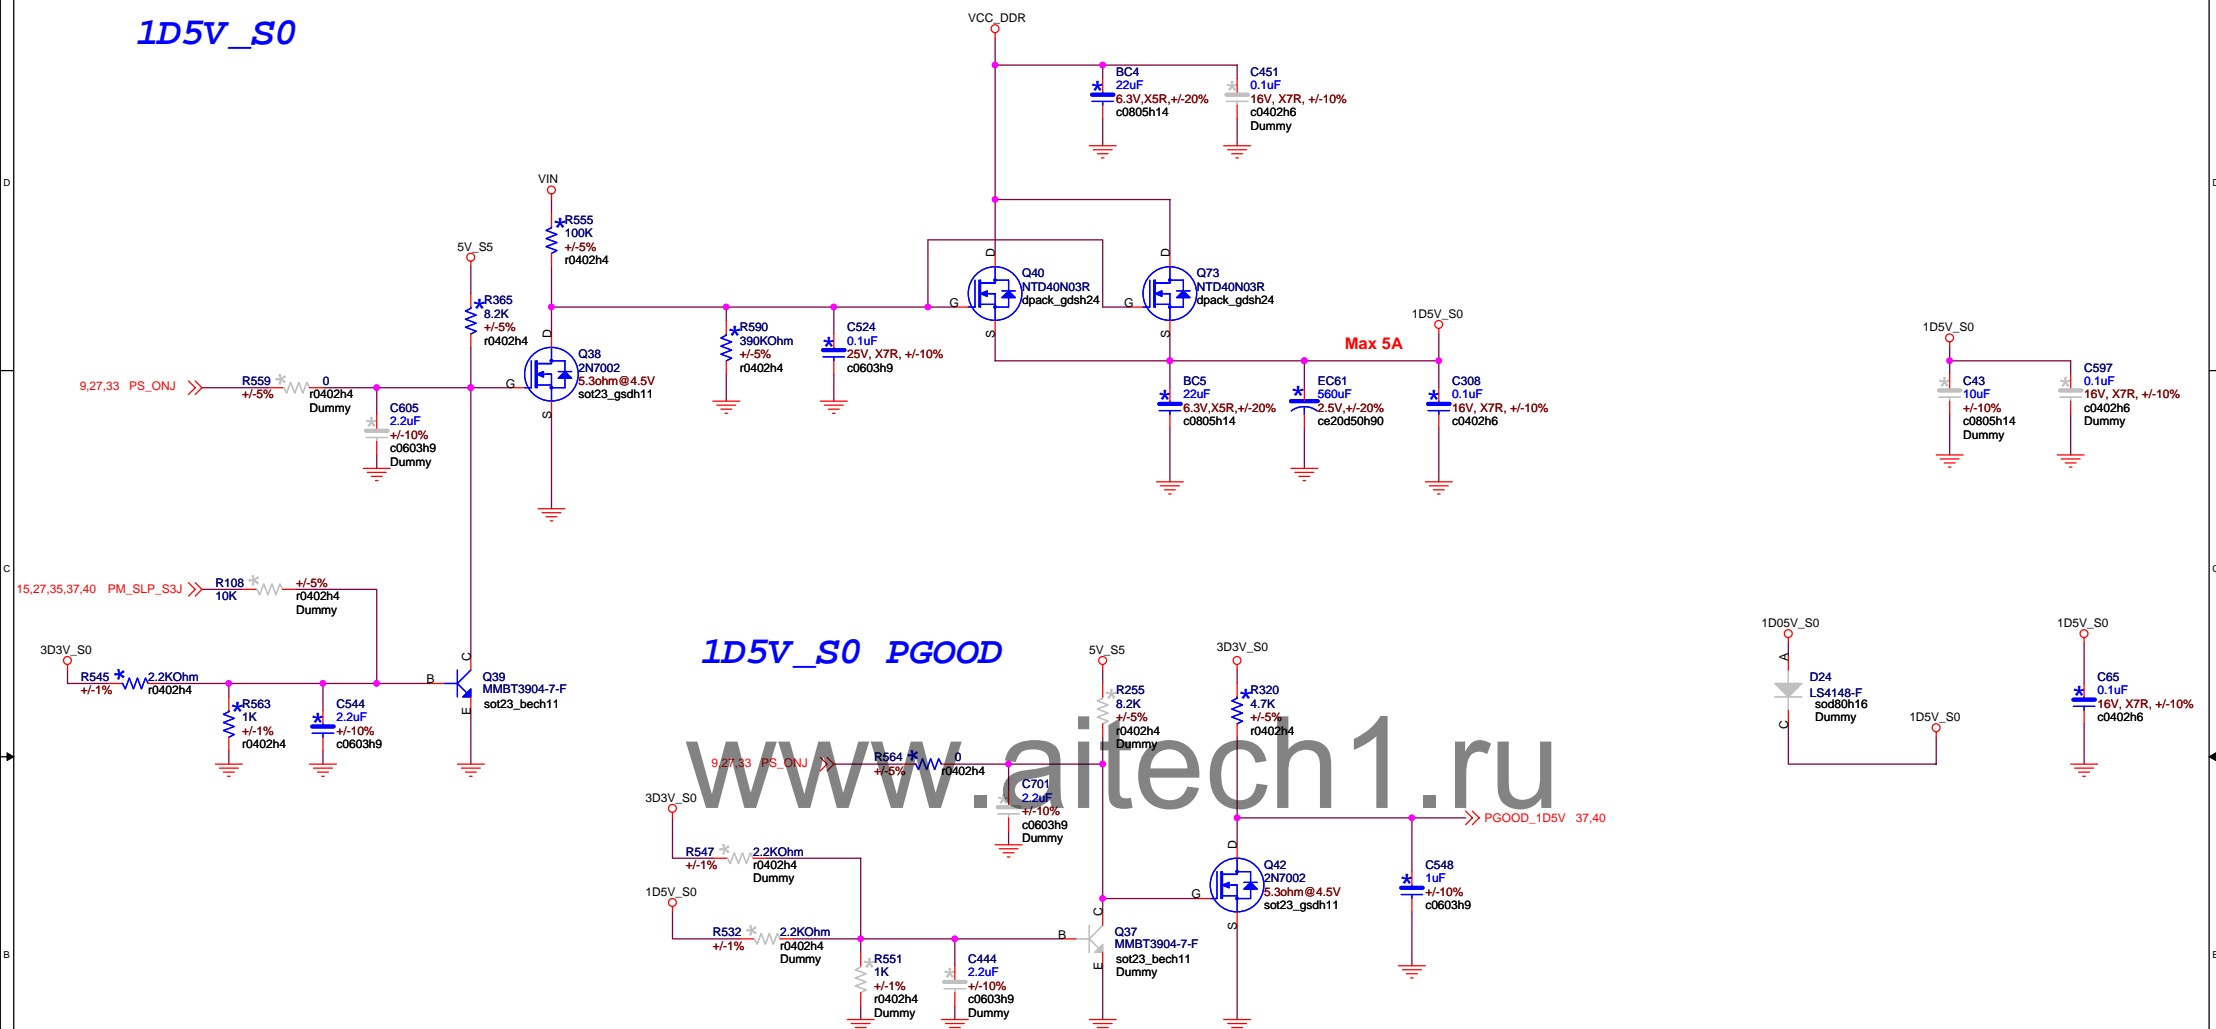 1D5V_S0
VCC_DDR
BC4
22uF
6.3V,X5R,+/-20%
c0805h14
C451
0.1uF
16V, X7R, +/-10%
c0402h6
Dummy
D
D
VIN
R555
100K
+/-5%
r0402h4
5V_S5
R365
8.2K
+/-5%
r0402h4
D
Q38
2N7002
5.3ohm@4.5V
sot23_gsdh11
G
S
R590
390KOhm
+/-5%
r0402h4
C524
0.1uF
25V, X7R, +/-10%
c0603h9
D
Q40
NTD40N03R
dpack_gdsh24
G
S
D
Q73
NTD40N03R
dpack_gdsh24
G
S
1D5V_S0
Max 5A
BC5
22uF
6.3V,X5R,+/-20%
c0805h14
EC61
560uF
2.5V,+/-20%
ce20d50h90
C308
0.1uF
16V, X7R, +/-10%
c0402h6
1D5V_S0
C43
10uF
+/-10%
c0805h14
Dummy
C597
0.1uF
16V, X7R, +/-10%
c0402h6
Dummy
9,27,33 PS_ONJ
R559
+/-5%
0
r0402h4
Dummy
C605
2.2uF
+/-10%
c0603h9
Dummy
C
C
15,27,35,37,40 PM_SLP_S3J
R108
10K
+/-5%
r0402h4
Dummy
3D3V_S0
R545
+/-1%
2.2KOhm
r0402h4
R563
1K
+/-1%
r0402h4
C544
2.2uF
+/-10%
c0603h9
B
C
E
Q39
MMBT3904-7-F
sot23_bech11
1D5V_S0 PGOOD
5V_S5
R255
8.2K
+/-5%
r0402h4
Dummy
3D3V_S0
R320
4.7K
+/-5%
r0402h4
1D05V_S0
A
D24
LS4148-F
sod80h16
Dummy
C
1D5V_S0
1D5V_S0
C65
0.1uF
16V, X7R, +/-10%
c0402h6
www.aitech1.ru
9,27,33 PS_ONJ
R564
+/-5%
0
r0402h4
C701
2.2uF
+/-10%
c0603h9
Dummy
3D3V_S0
R547
+/-1%
2.2KOhm
r0402h4
Dummy
1D5V_S0
R532
+/-1%
2.2KOhm
r0402h4
Dummy
R551
1K
+/-1%
r0402h4
Dummy
C444
2.2uF
+/-10%
c0603h9
Dummy
B
C
E
Q37
MMBT3904-7-F
sot23_bech11
Dummy
D
G
S
Q42
2N7002
5.3ohm@4.5V
sot23_gsdh11
PGOOD_1D5V 37,40
C548
1uF
+/-10%
c0603h9
B